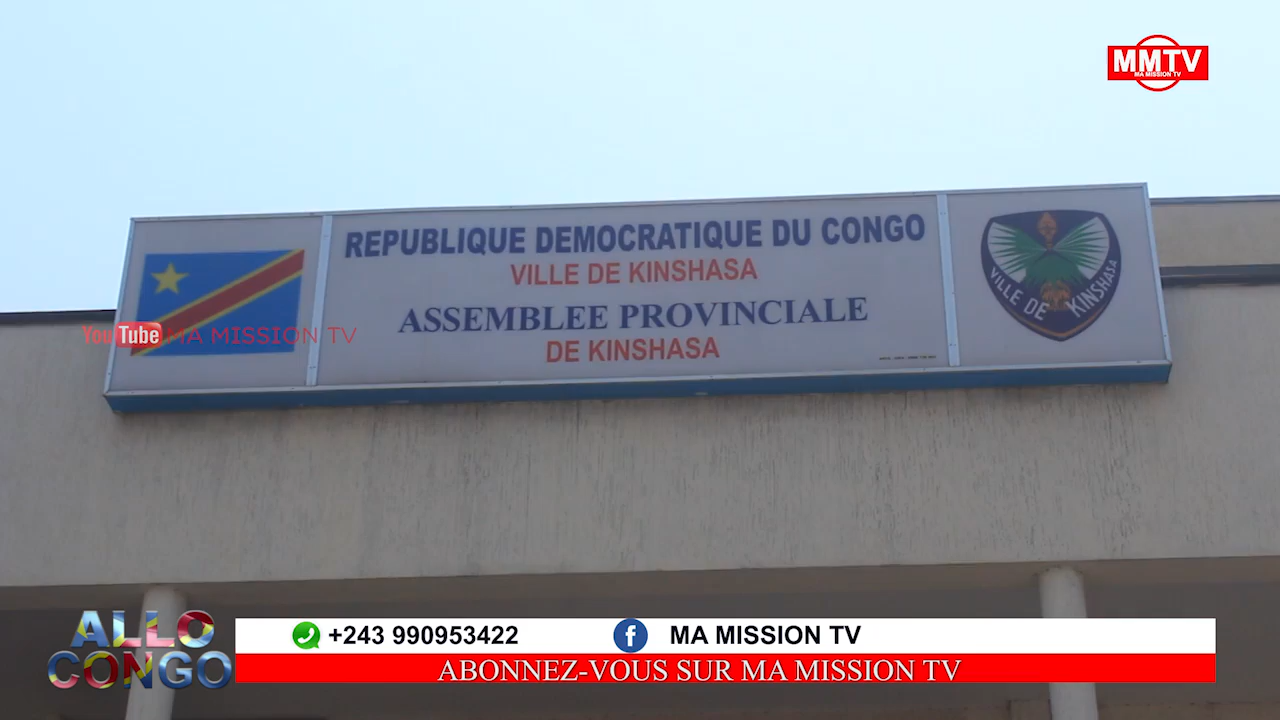 MMTV
MA MISSION TV
REPUBLIQUE DEMOCRATIQUE DU CONGO
VILLE DE KINSHASA
ASSEMBLEE PROVINCIALE
DE KINSHASA
VILLE DE KINSHASA
YouTube MA MISSION TV
ALLO
CONGO
+243 990953422
MA MISSION TV
ABONNEZ-VOUS SUR MA MISSION TV